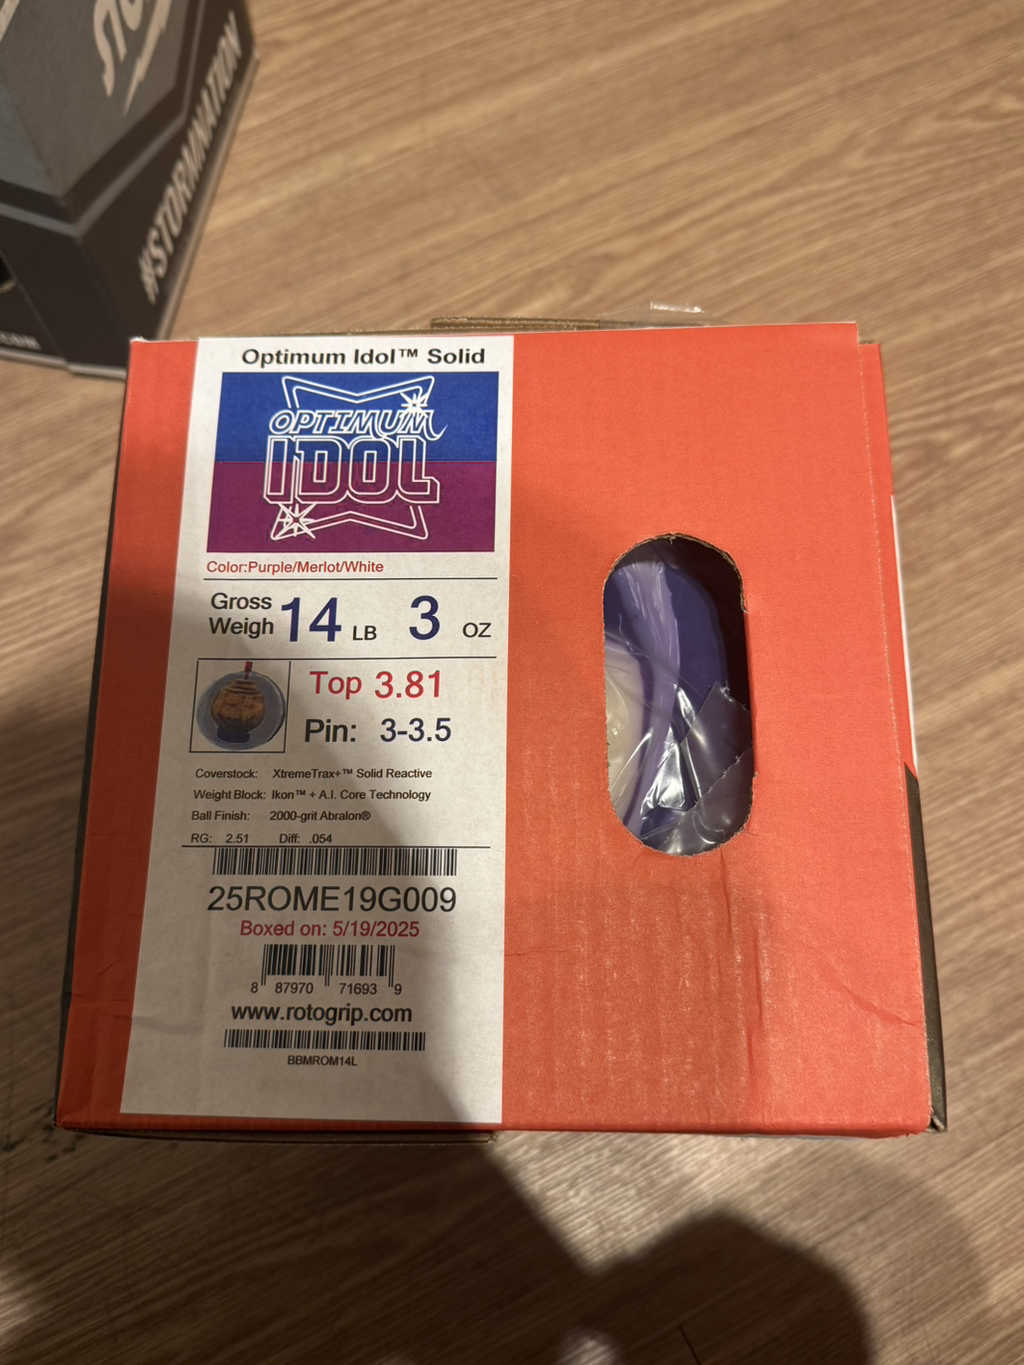 #STORMNATION
Optimum Idol™ Solid
OPTIMUM
IDOL
Color:Purple/Merlot/White
Gross
Weigh 14 LB 3 OZ
Top 3.81
Pin: 3-3.5
Coverstock: XtremeTrax+™ Solid Reactive
Weight Block: Ikon™ + A.I. Core Technology
Ball Finish: 2000-grit Abralon®
RG: 2.51 Diff: .054
25ROME19G009
Boxed on: 5/19/2025
8 87970 71693 9
www.rotogrip.com
BBMROM14L